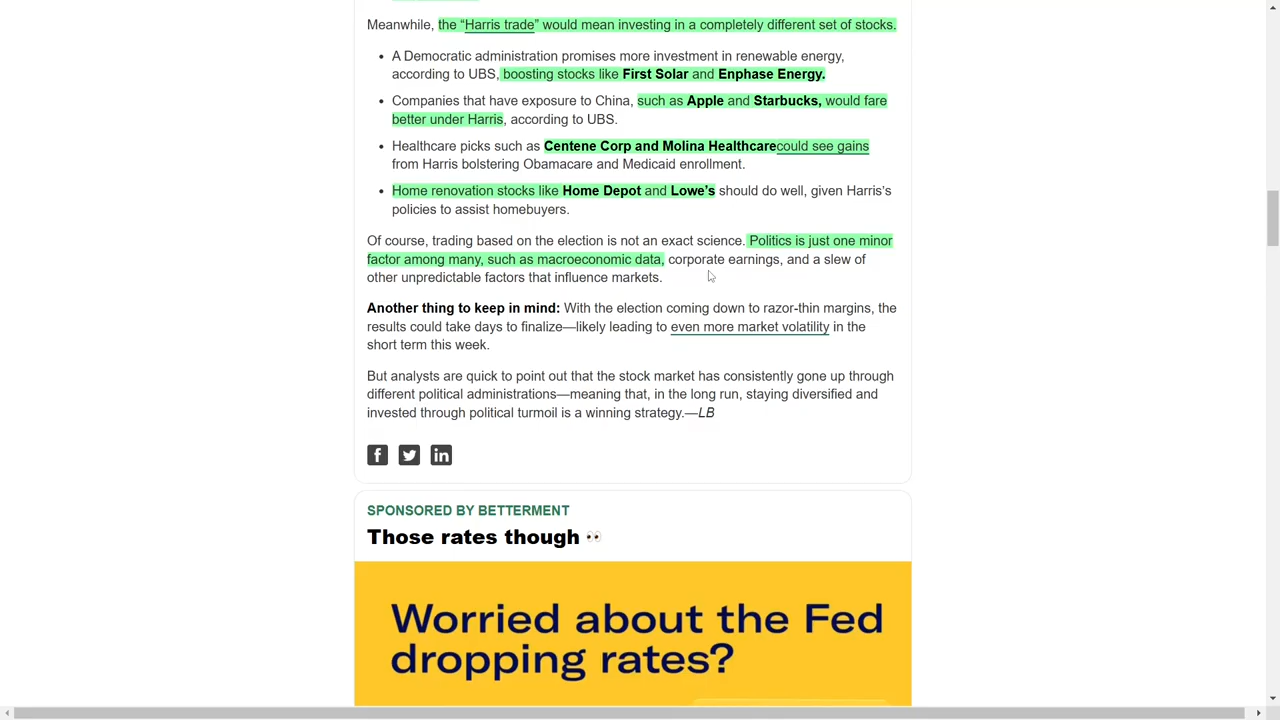 Meanwhile, the “Harris trade” would mean investing in a completely different set of stocks.
• A Democratic administration promises more investment in renewable energy,
according to UBS, boosting stocks like First Solar and Enphase Energy.
• Companies that have exposure to China, such as Apple and Starbucks, would fare
better under Harris, according to UBS.
• Healthcare picks such as Centene Corp and Molina Healthcarecould see gains
from Harris bolstering Obamacare and Medicaid enrollment.
• Home renovation stocks like Home Depot and Lowe’s should do well, given Harris’s
policies to assist homebuyers.
Of course, trading based on the election is not an exact science. Politics is just one minor
factor among many, such as macroeconomic data, corporate earnings, and a slew of
other unpredictable factors that influence markets.
Another thing to keep in mind: With the election coming down to razor-thin margins, the
results could take days to finalize—likely leading to even more market volatility in the
short term this week.
But analysts are quick to point out that the stock market has consistently gone up through
different political administrations—meaning that, in the long run, staying diversified and
invested through political turmoil is a winning strategy.—LB
f
in
SPONSORED BY BETTERMENT
Those rates though 👀
Worried about the Fed
dropping rates?